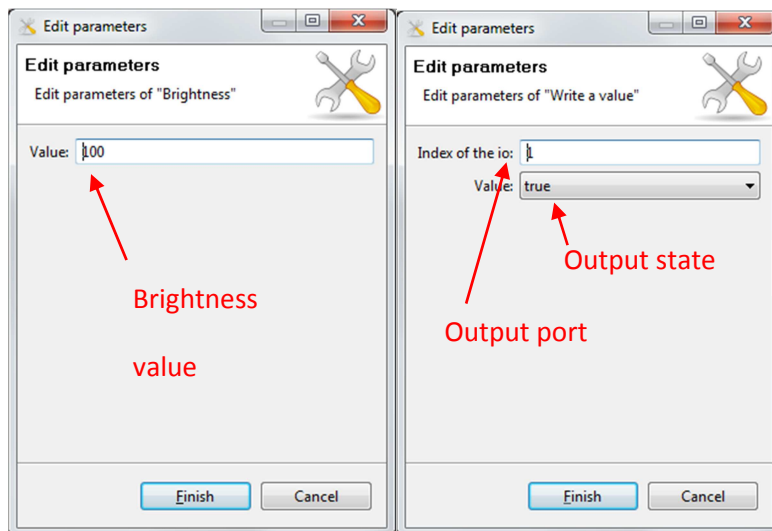 Edit parameters
Edit parameters
Edit parameters of "Brightness"
Value: 100
Brightness
value
Finish Cancel
Edit parameters
Edit parameters
Edit parameters of "Write a value"
Index of the io: 1
Value: true
Output state
Output port
Finish Cancel